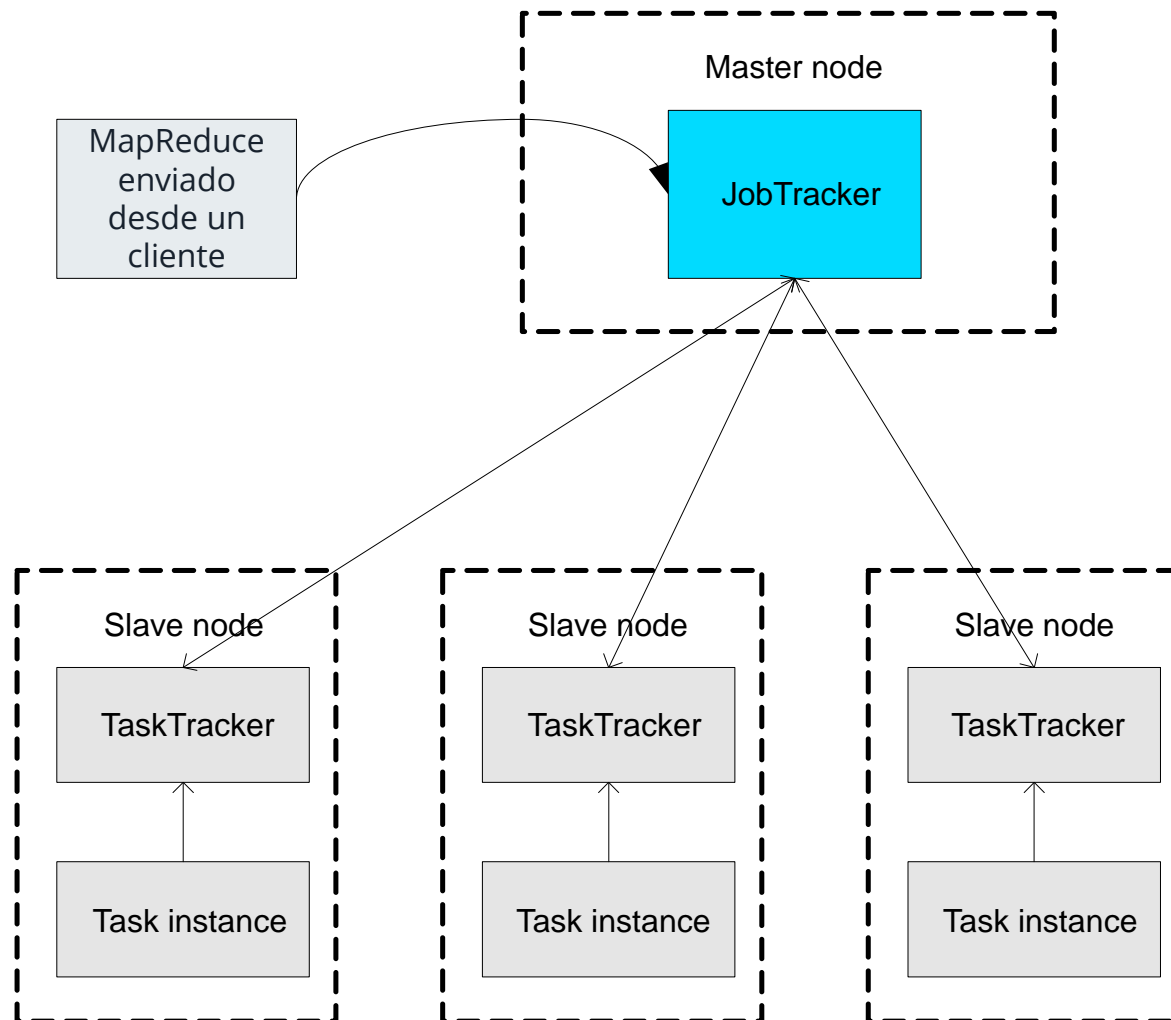 Master node
MapReduce
enviado
desde un
cliente
JobTracker
Slave node
Slave node
Slave node
TaskTracker
TaskTracker
TaskTracker
Task instance
Task instance
Task instance